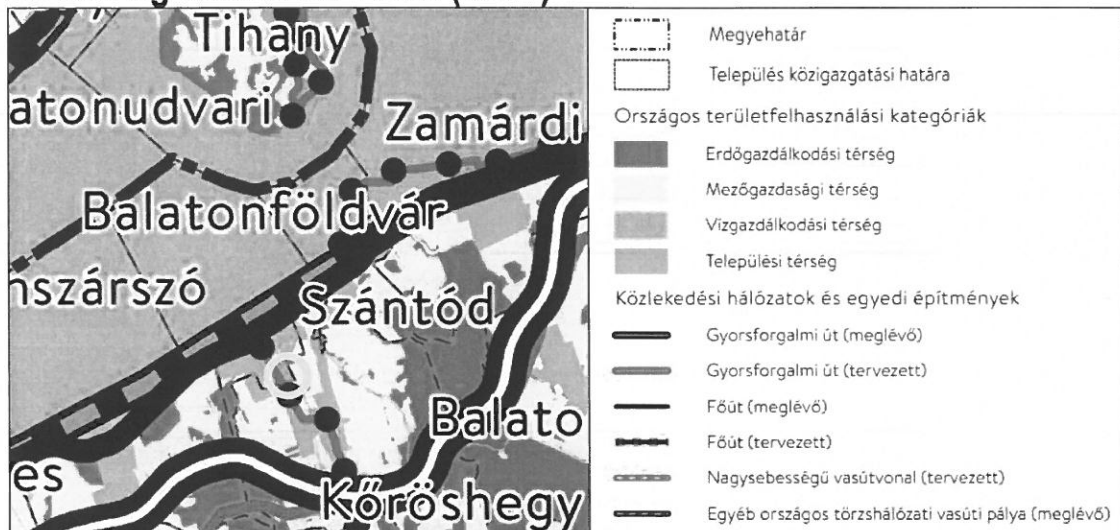 Tihany
atonudvari
Zamárdi
Balatonföldvár
nszárszó
Szántód
Balato
es
Kőröshegy
Megyehatár
Település közigazgatási határa
Országos területfelhasználási kategóriák
Erdőgazdálkodási térség
Mezőgazdasági térség
Vízgazdálkodási térség
Települési térség
Közlekedési hálózatok és egyedi építmények
Gyorsforgalmi út (meglévő)
Gyorsforgalmi út (tervezett)
Főút (meglévő)
Főút (tervezett)
Nagysebességű vasútvonal (tervezett)
Egyéb országos törzshálózati vasúti pálya (meglévő)